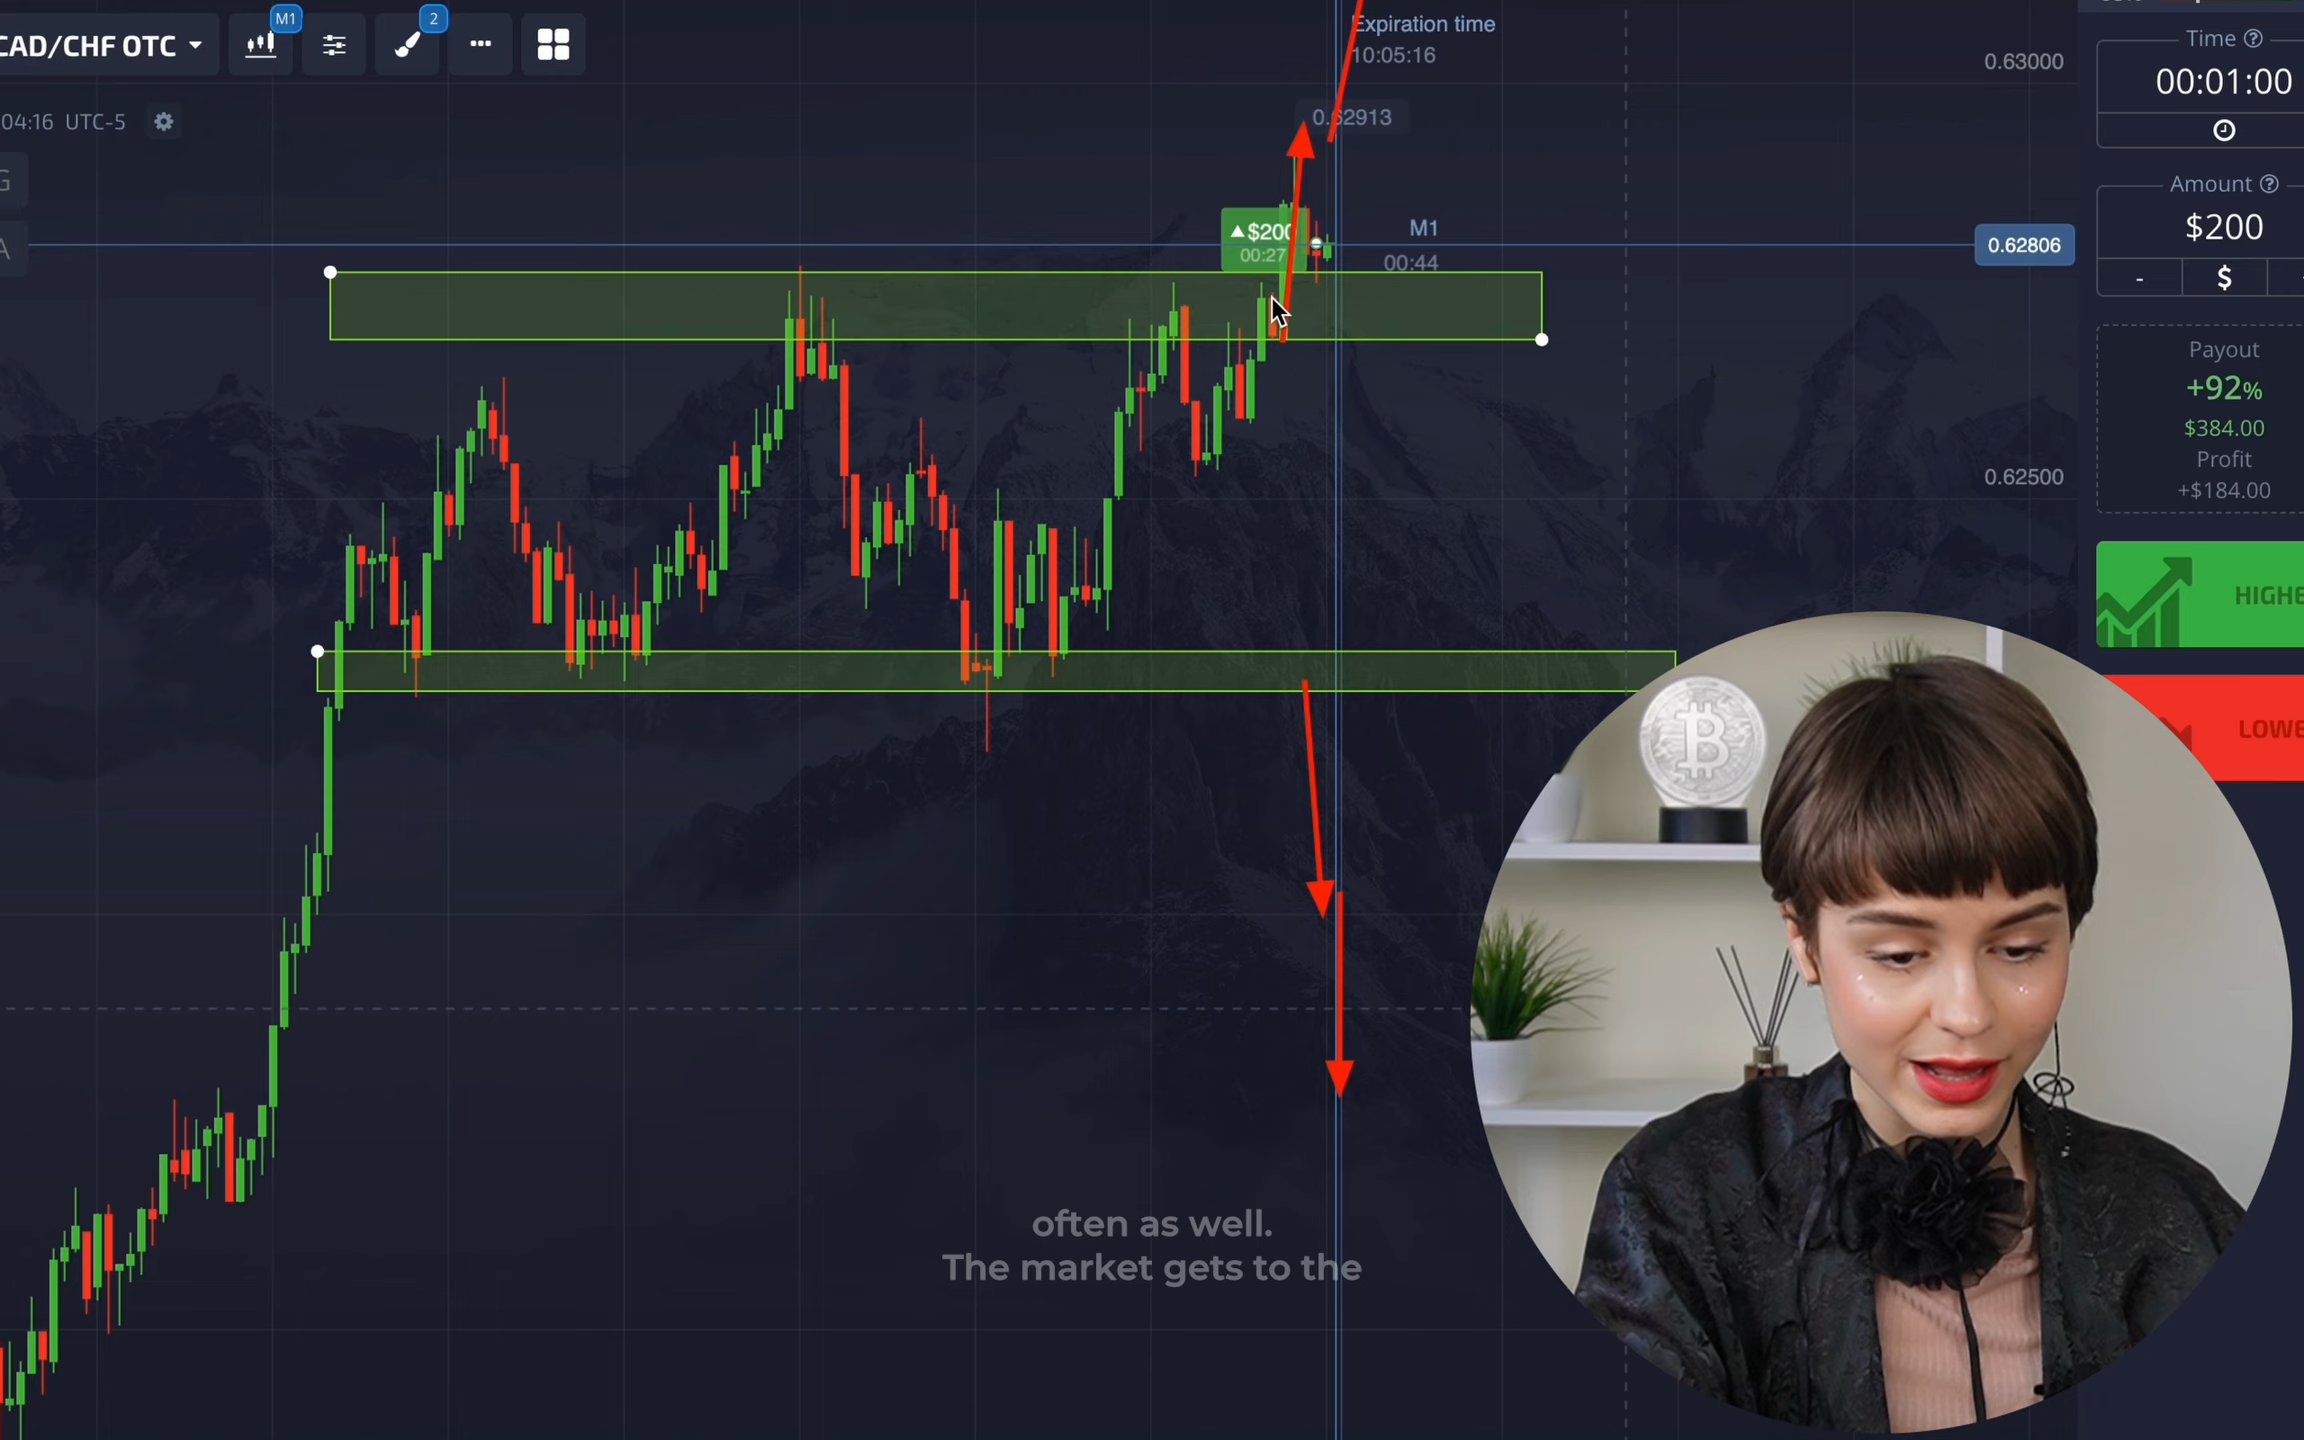 CAD/CHF OTC
M1
2
Expiration time
10:05:16
0.63000
Time
00:01:00
04:16 UTC-5
0.62913
Amount
$200
▲$200
00:27
M1
00:44
0.62806
- $
Payout
+92%
$384.00
Profit
+$184.00
0.62500
HIGHE
LOWE
often as well.
The market gets to the